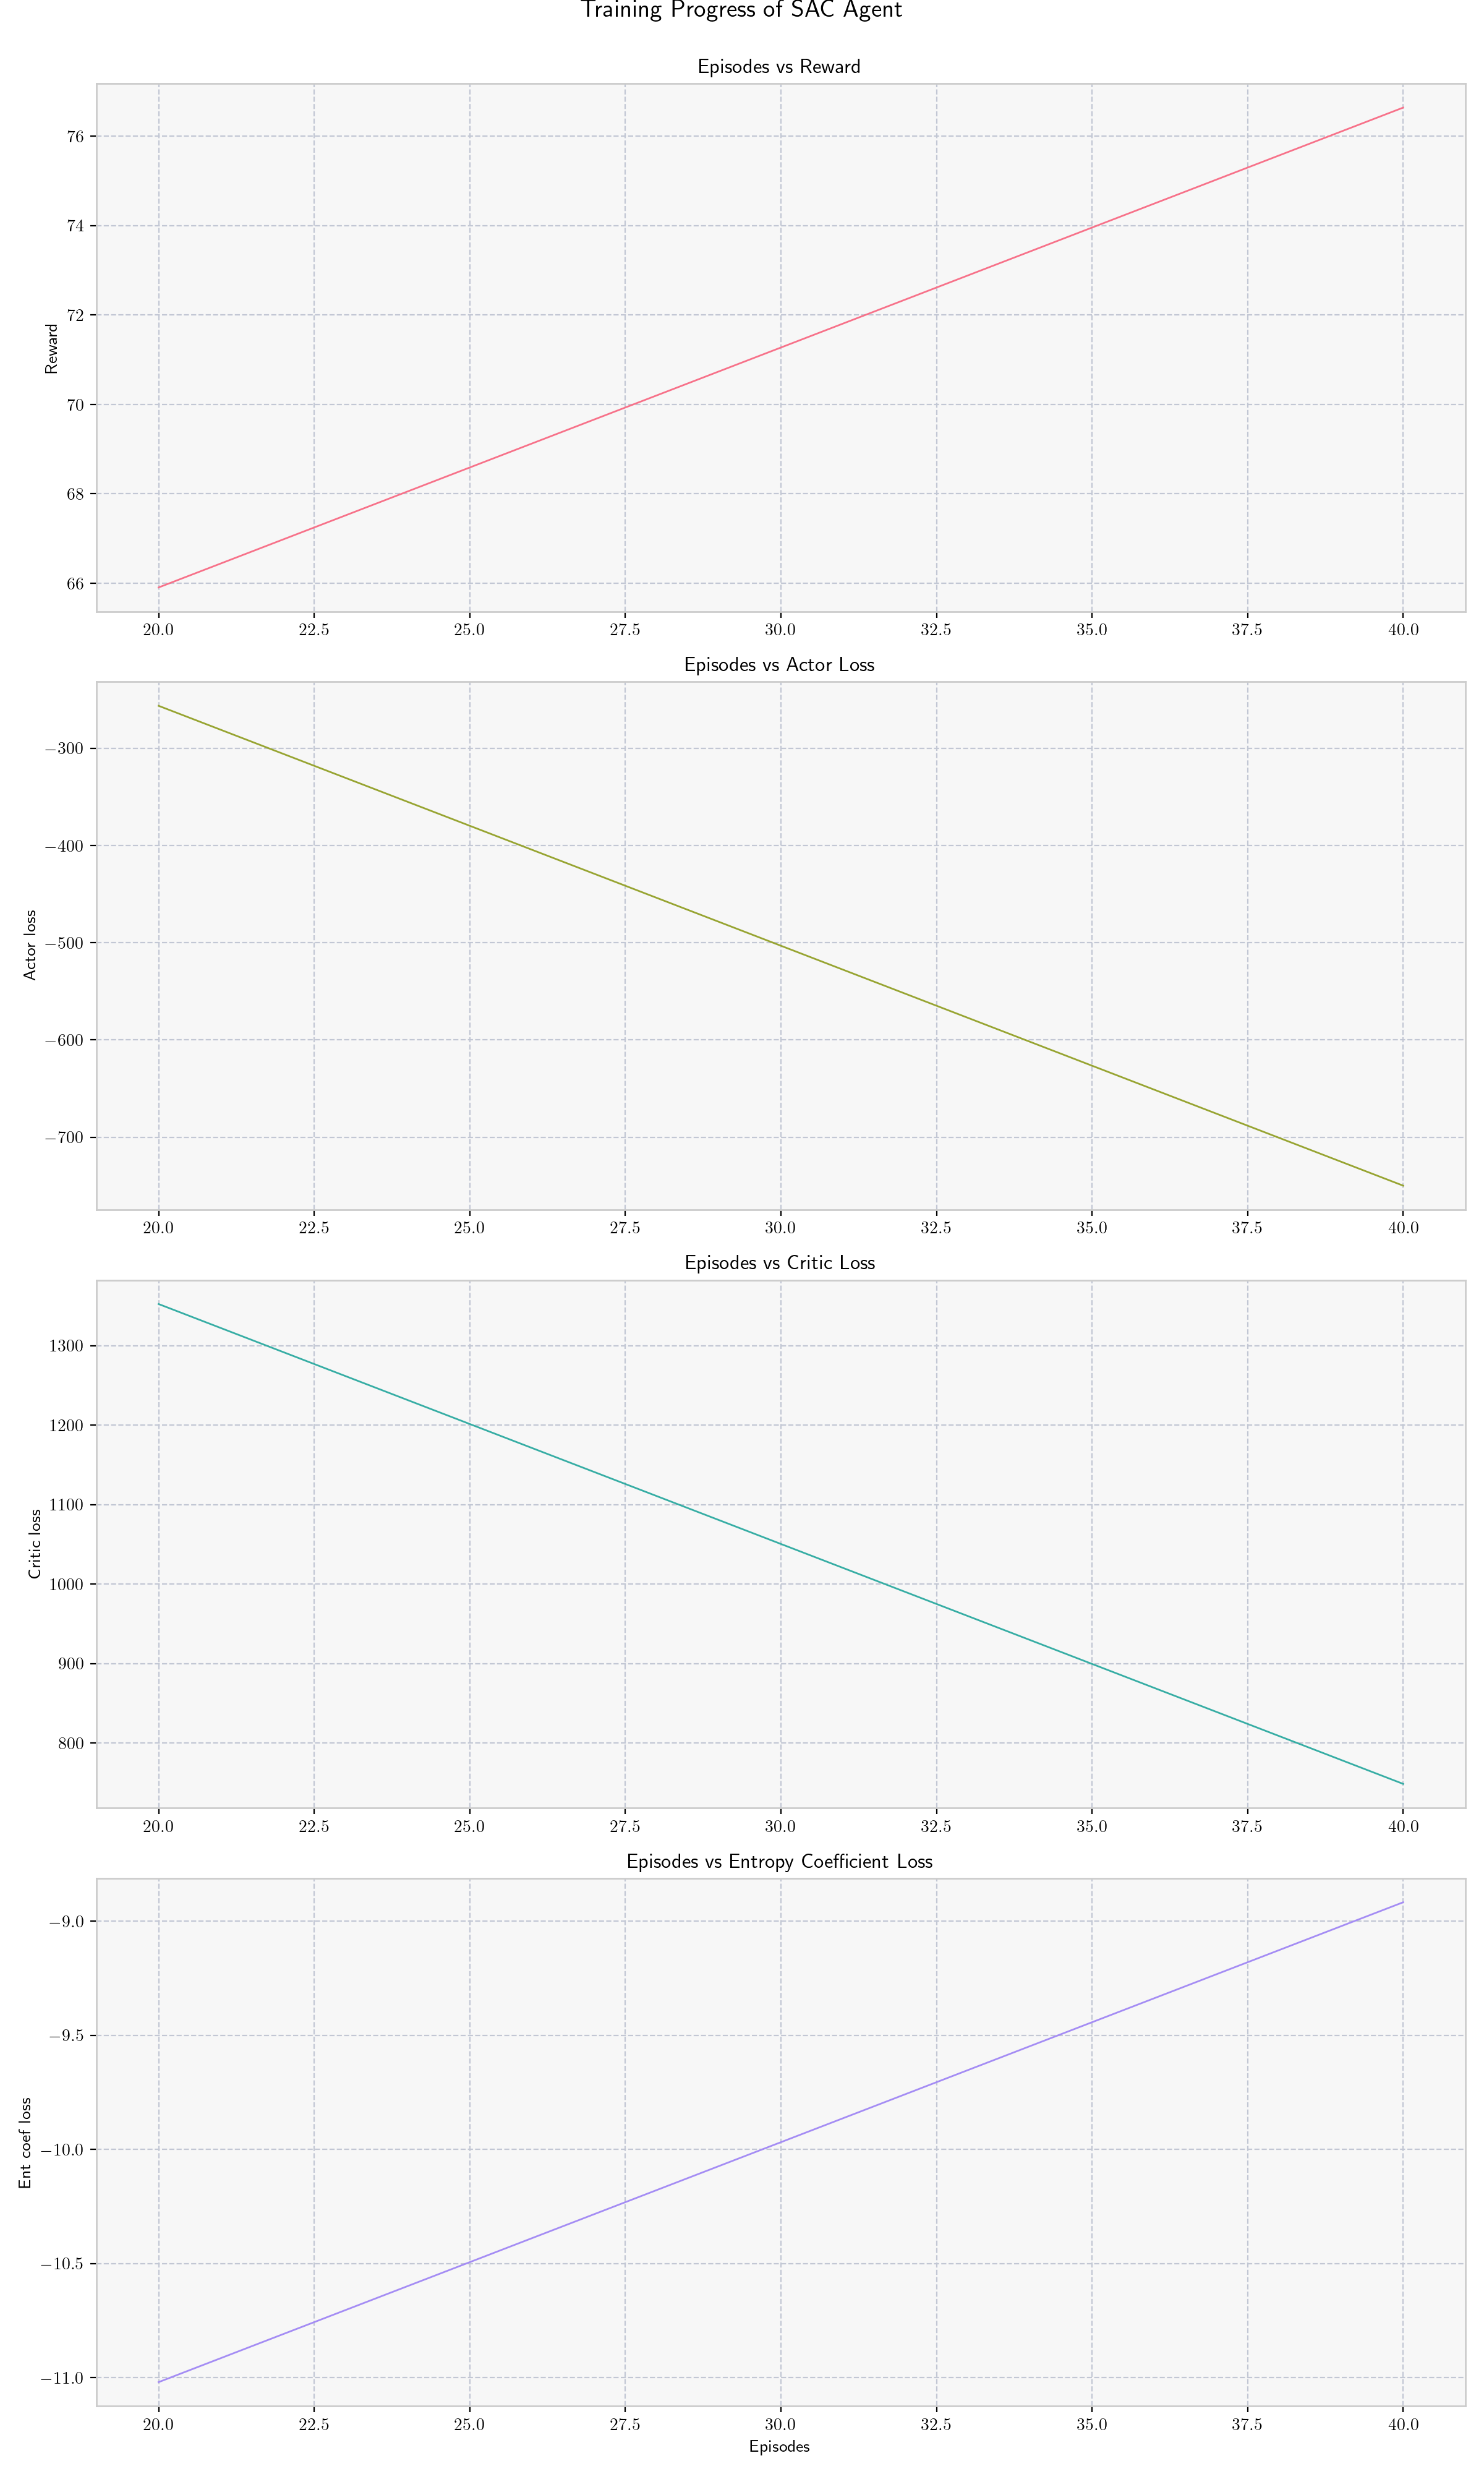 Training Progress of SAC Agent
Episodes vs Reward
76
74
72
70
68
66
Reward
20.0 22.5 25.0 27.5 30.0 32.5 35.0 37.5 40.0
Episodes vs Actor Loss
−300
−400
−500
−600
−700
Actor loss
20.0 22.5 25.0 27.5 30.0 32.5 35.0 37.5 40.0
Episodes vs Critic Loss
1300
1200
1100
1000
900
800
Critic loss
20.0 22.5 25.0 27.5 30.0 32.5 35.0 37.5 40.0
Episodes vs Entropy Coefficient Loss
−9.0
−9.5
−10.0
−10.5
−11.0
Ent coef loss
20.0 22.5 25.0 27.5 30.0 32.5 35.0 37.5 40.0
Episodes